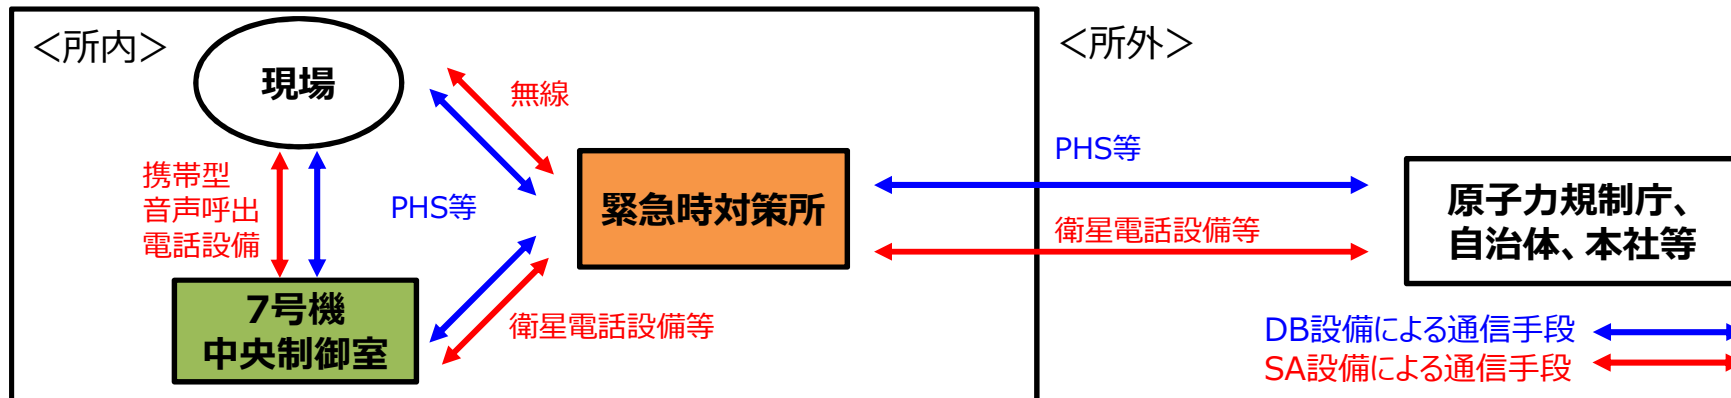 ＜所内＞
現場
無線
携帯型
音声呼出
電話設備
PHS等
緊急時対策所
7号機
中央制御室
衛星電話設備等
＜所外＞
PHS等
衛星電話設備等
原子力規制庁、
自治体、本社等
DB設備による通信手段
SA設備による通信手段